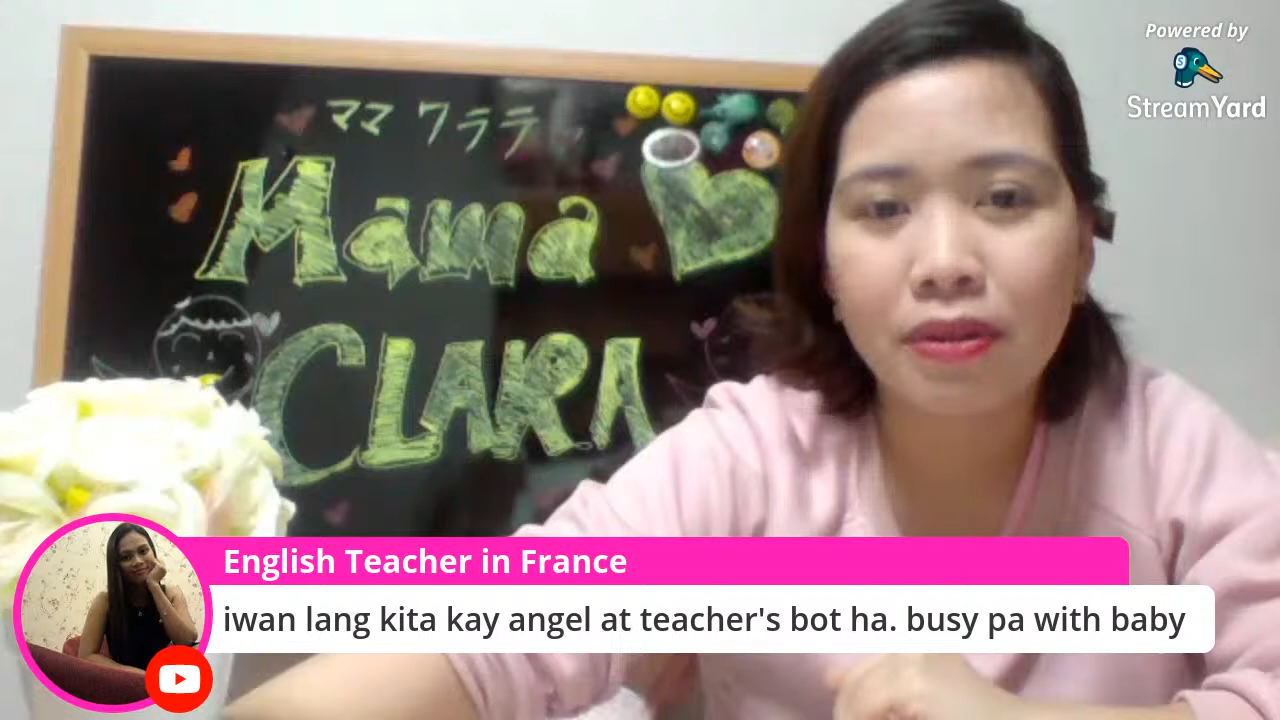 Powered by
StreamYard
ママ クララ
Mama
CLARA
English Teacher in France
iwan lang kita kay angel at teacher's bot ha. busy pa with baby